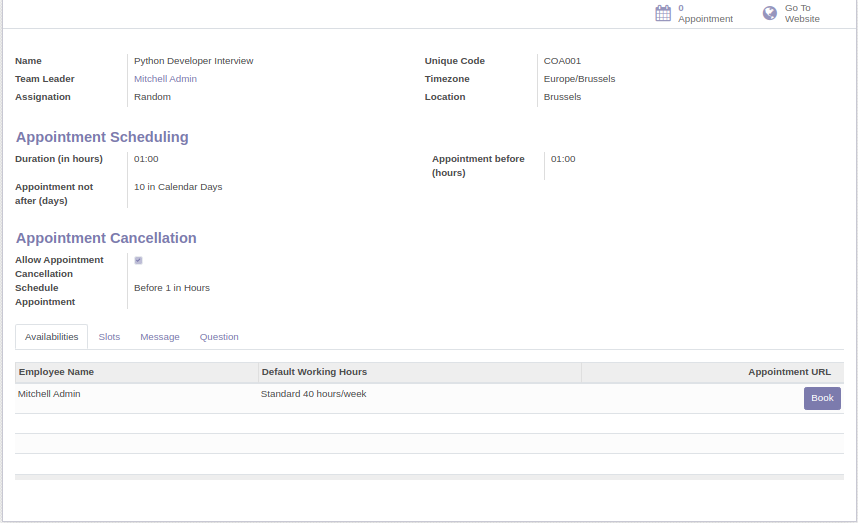 0
Appointment
Go To
Website
Name Python Developer Interview Unique Code COA001
Team Leader Mitchell Admin Timezone Europe/Brussels
Assignation Random Location Brussels
Appointment Scheduling
Duration (in hours) 01:00 Appointment before
(hours) 01:00
Appointment not
after (days) 10 in Calendar Days
Appointment Cancellation
Allow Appointment
Cancellation
Schedule
Appointment Before 1 in Hours
Availabilities Slots Message Question
Employee Name Default Working Hours Appointment URL
Mitchell Admin Standard 40 hours/week Book